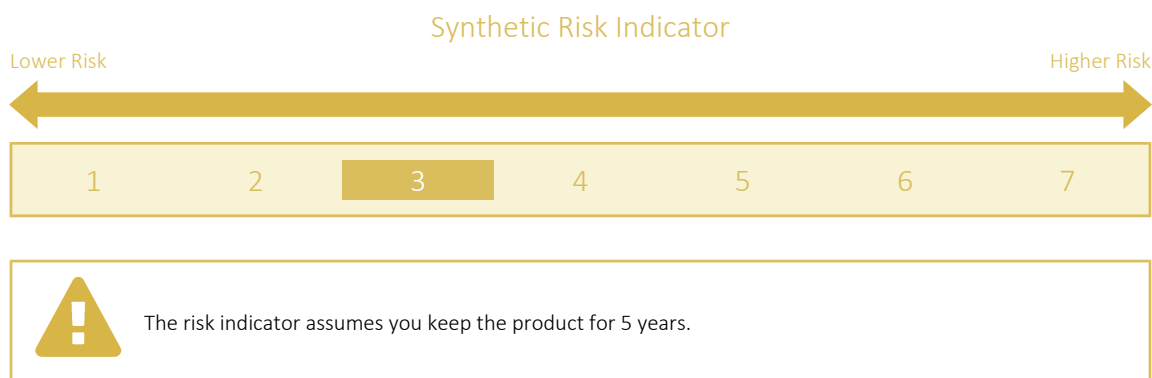 Synthetic Risk Indicator
Lower Risk Higher Risk
1 2 3 4 5 6 7
The risk indicator assumes you keep the product for 5 years.